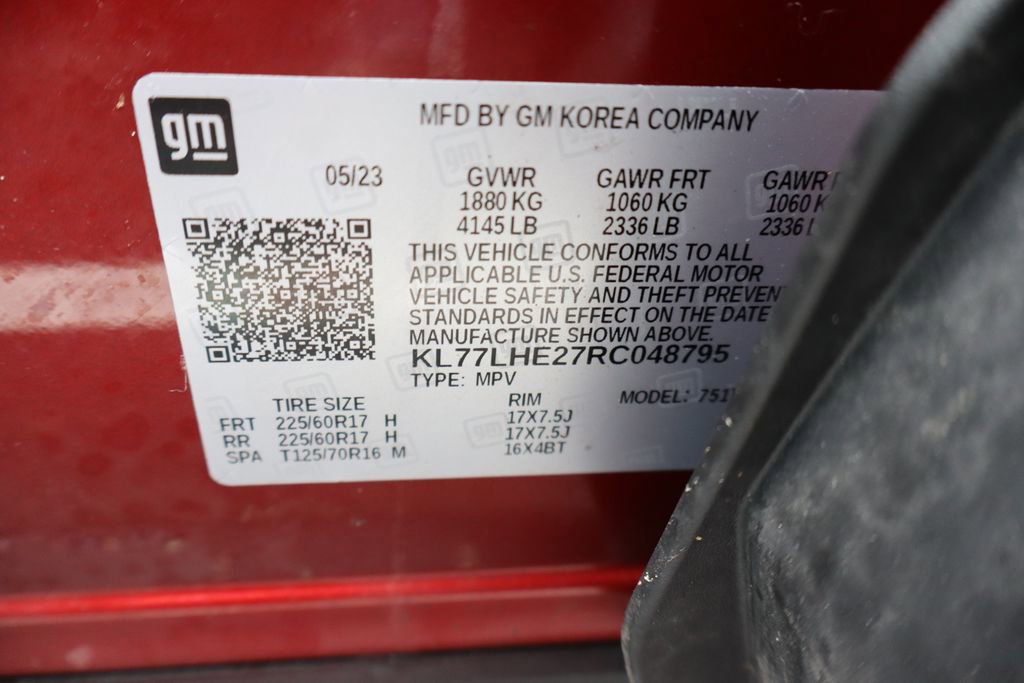 gm
MFD BY GM KOREA COMPANY
05/23 GVWR GAWR FRT GAWR
1880 KG 1060 KG 1060 K
4145 LB 2336 LB 2336
THIS VEHICLE CONFORMS TO ALL
APPLICABLE U.S. FEDERAL MOTOR
VEHICLE SAFETY AND THEFT PREVEN
STANDARDS IN EFFECT ON THE DATE
MANUFACTURE SHOWN ABOVE.
KL77LHE27RC048795
TYPE: MPV MODEL: 751
TIRE SIZE RIM
FRT 225/60R17 H 17X7.5J
RR 225/60R17 H 17X7.5J
SPA T125/70R16 M 16X4BT